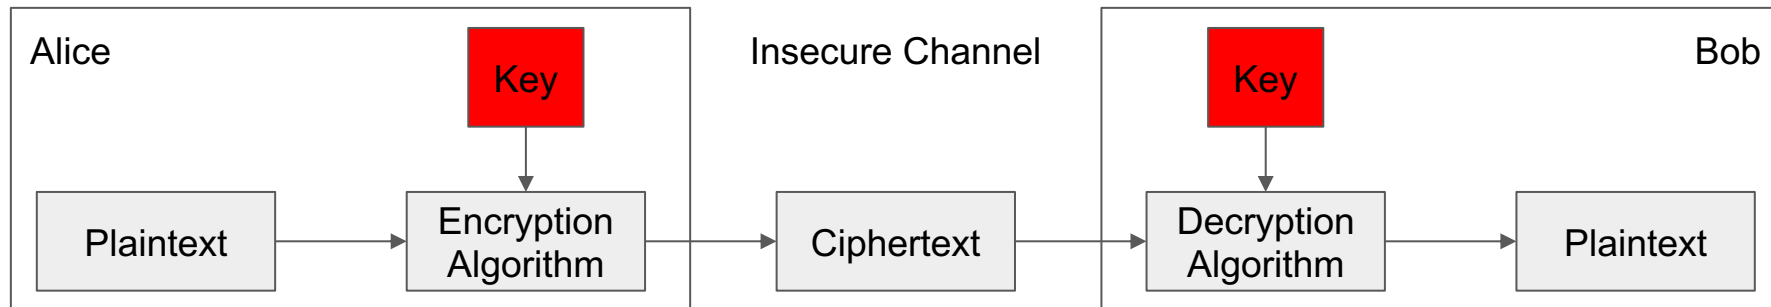 Alice
Key
Insecure Channel
Key
Bob
Plaintext
Encryption
Algorithm
Ciphertext
Decryption
Algorithm
Plaintext